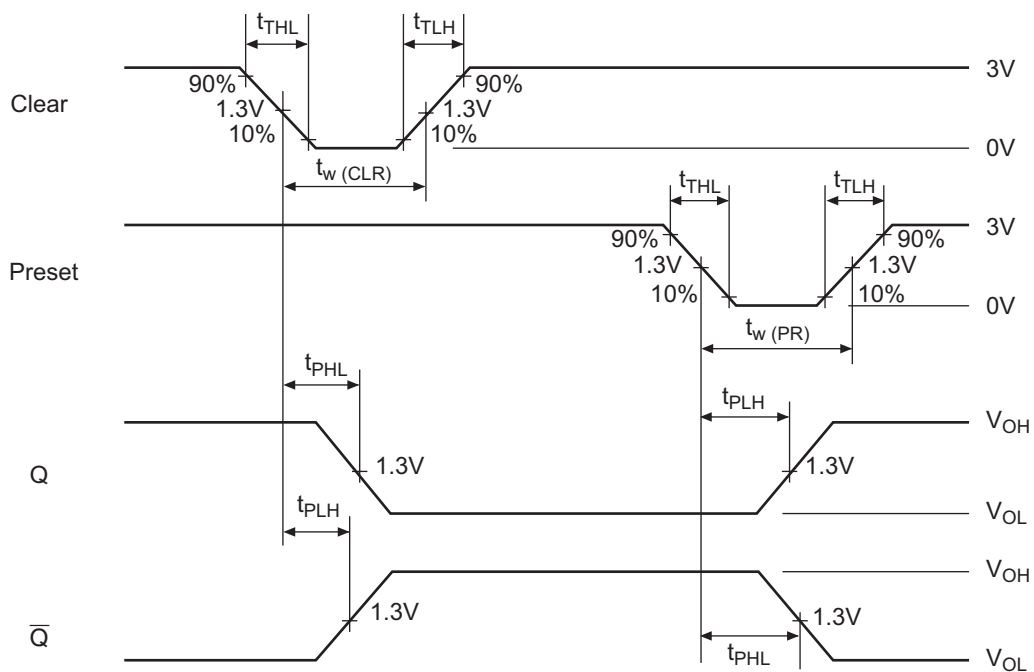 tTHL tTLH
3V
90% 90%
Clear 1.3V 1.3V
10% 10%
0V
tw (CLR)
tTHL tTLH
3V
90% 90%
Preset 1.3V 1.3V
10% 10%
0V
tw (PR)
tPHL
tPLH
VOH
Q 1.3V 1.3V
tPLH
VOL
VOH
Q̅ 1.3V 1.3V
tPHL
VOL